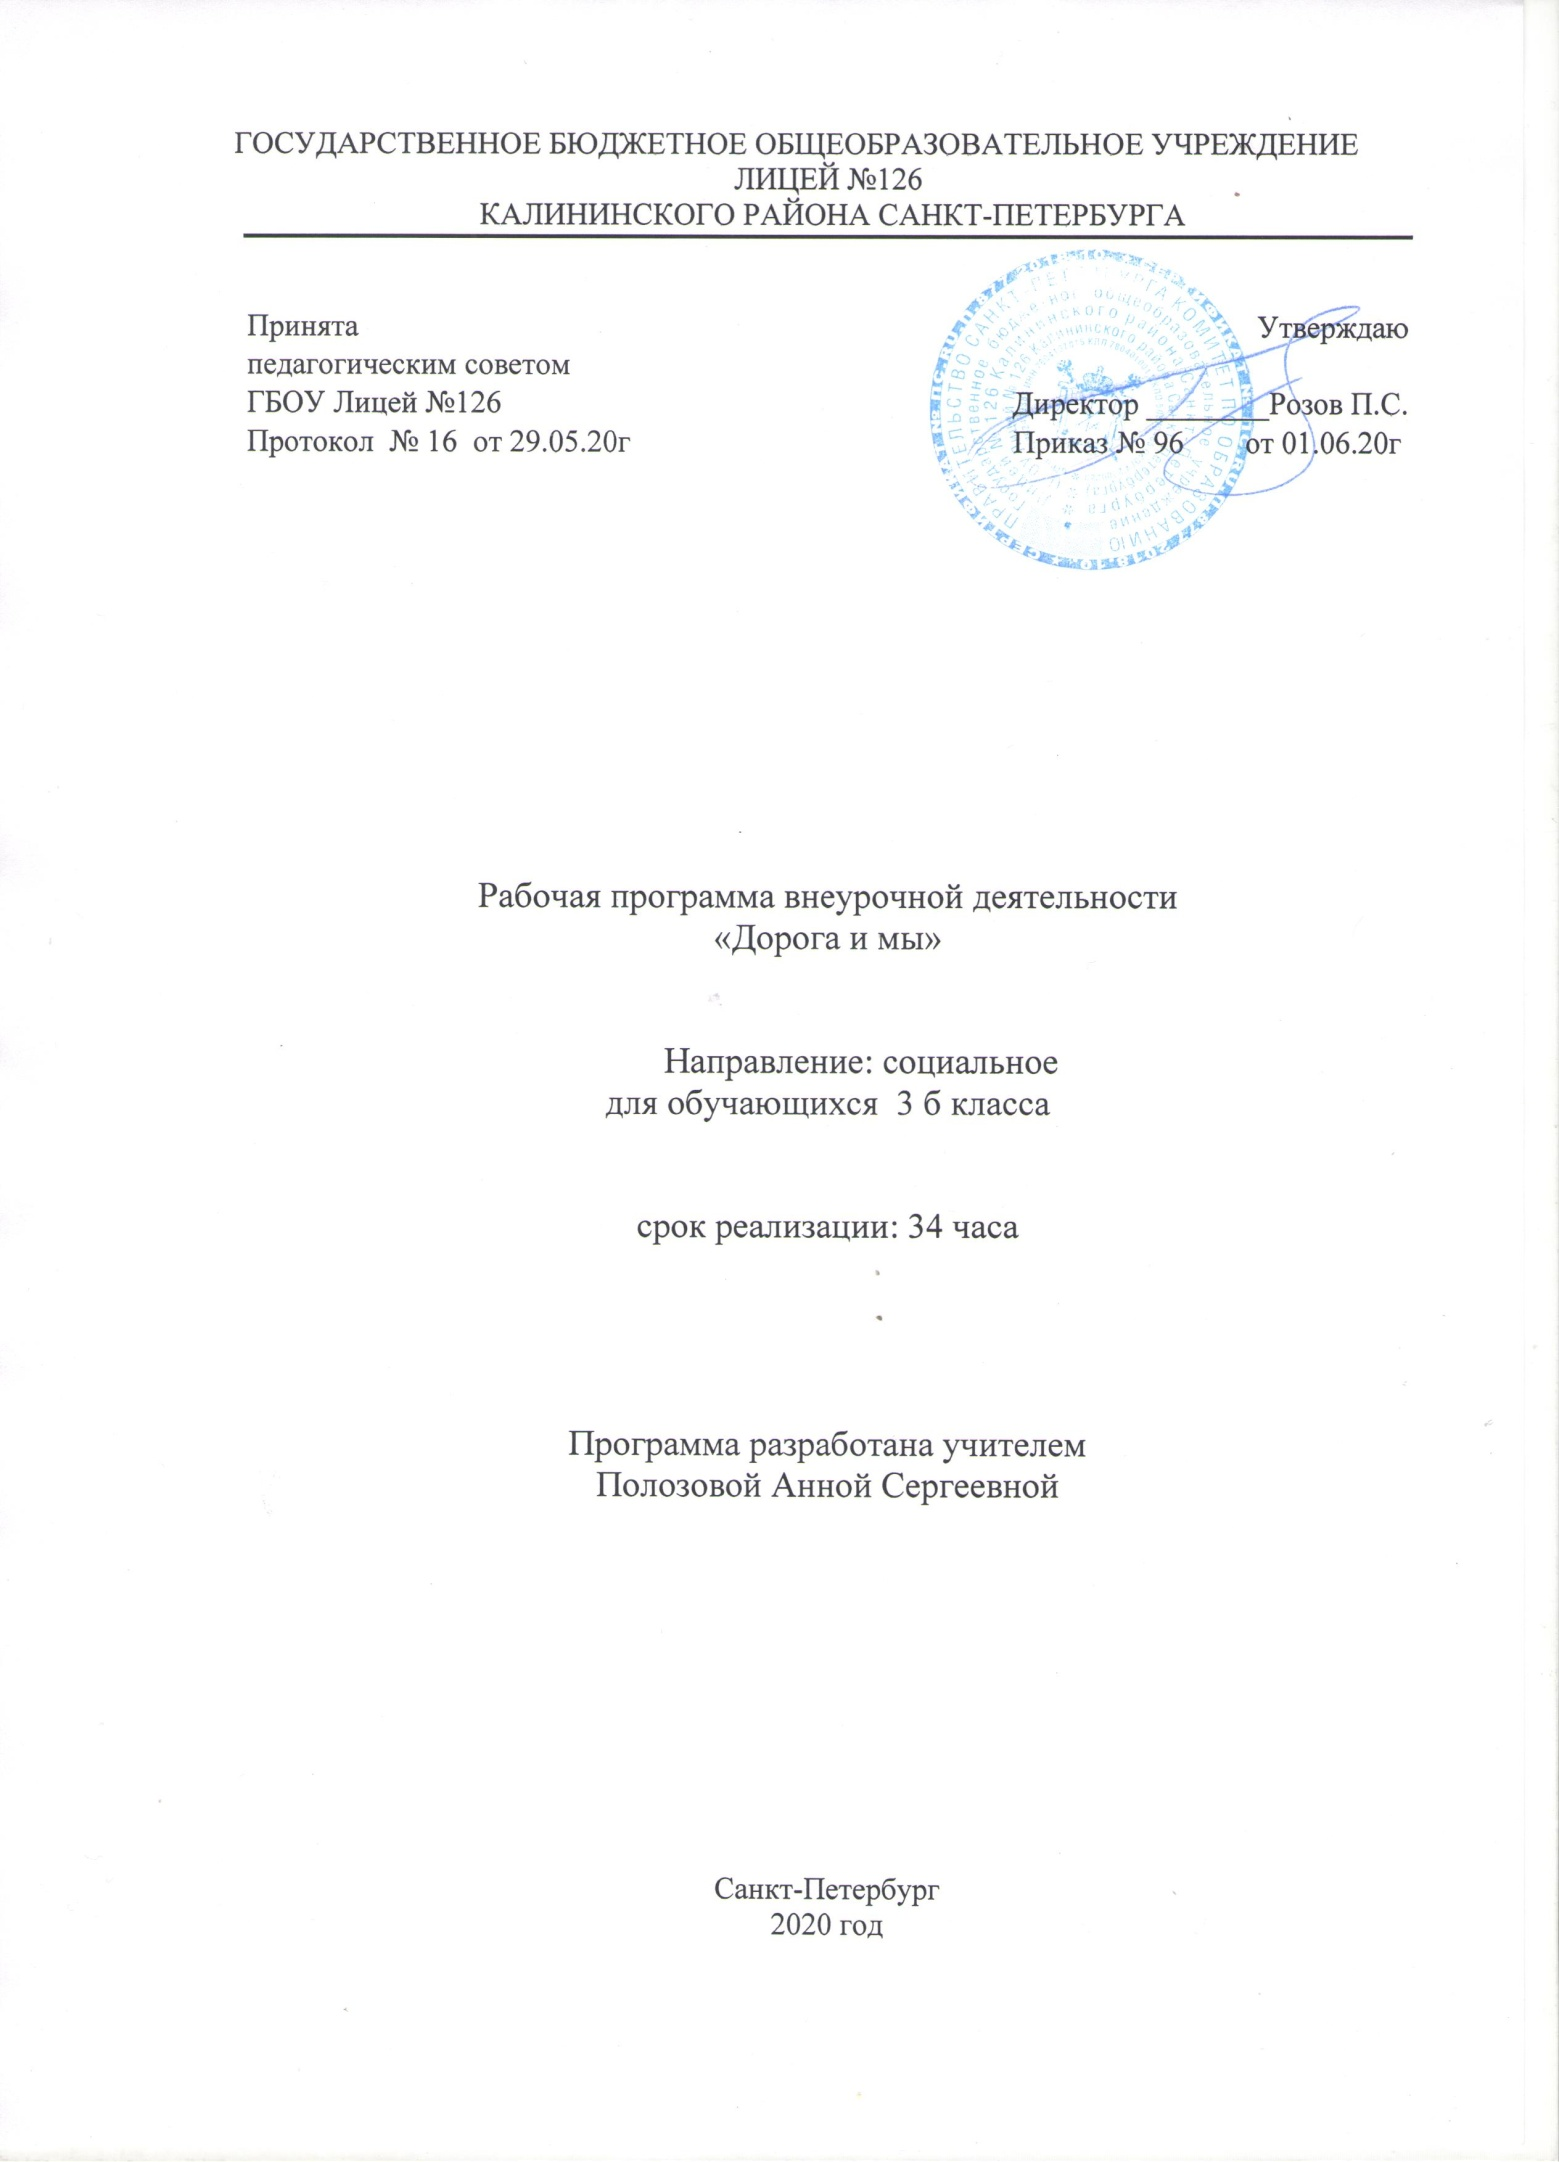 ГОСУДАРСТВЕННОЕ БЮДЖЕТНОЕ ОБЩЕОБРАЗОВАТЕЛЬНОЕ УЧРЕЖДЕНИЕ
ЛИЦЕЙ №126
КАЛИНИНСКОГО РАЙОНА САНКТ-ПЕТЕРБУРГА
Принята
педагогическим советом
ГБОУ Лицей №126
Протокол № 16 от 29.05.20г
Утверждаю
Директор ________Розов П.С.
Приказ № 96 от 01.06.20г
Рабочая программа внеурочной деятельности
«Дорога и мы»
Направление: социальное
для обучающихся 3 б класса
срок реализации: 34 часа
Программа разработана учителем
Полозовой Анной Сергеевной
Санкт-Петербург
2020 год